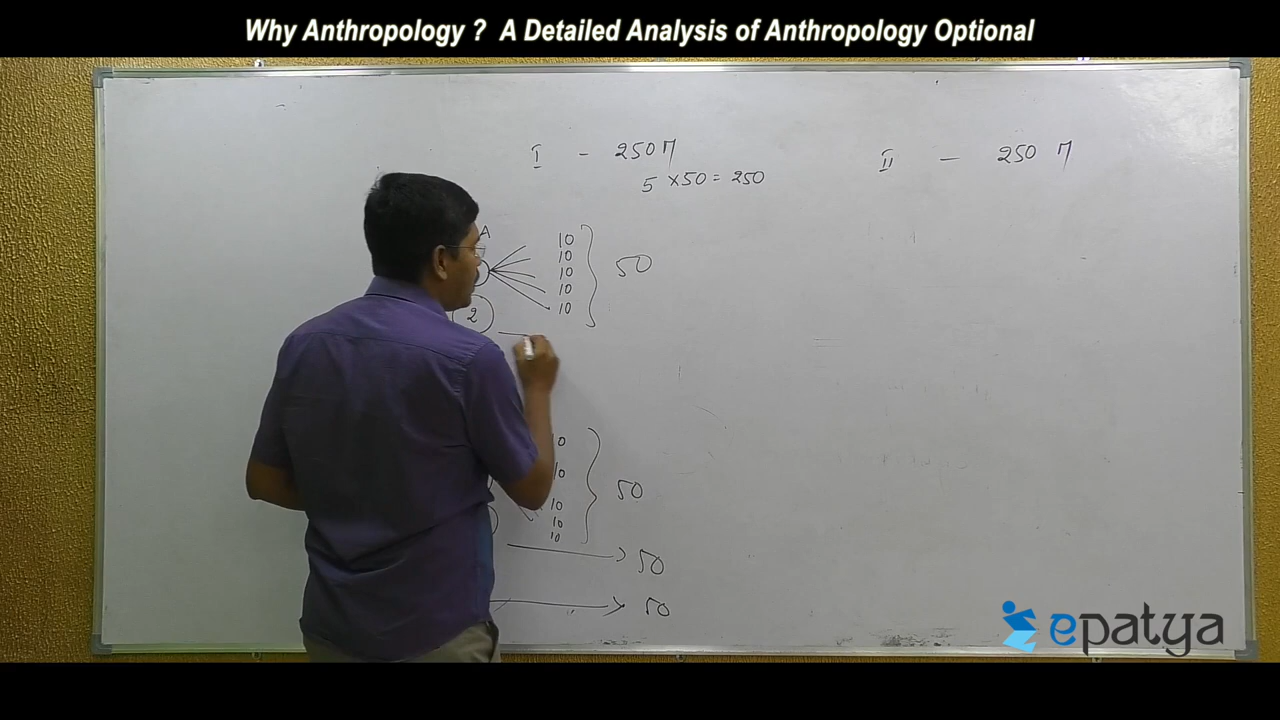 Why Anthropology ? A Detailed Analysis of Anthropology Optional
I - 250 M
5 × 50 = 250
II - 250 M
A
10
10
10
10
10
50
2
10
10
10
10
10
50
50
50
epatya